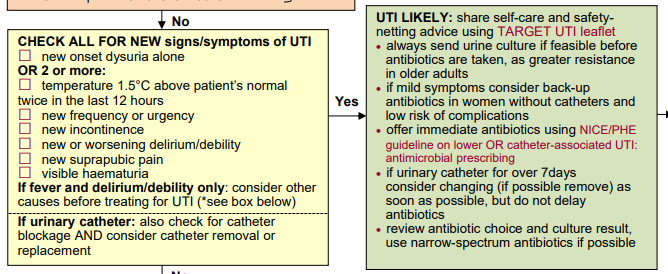 No
CHECK ALL FOR NEW signs/symptoms of UTI
☐ new onset dysuria alone
OR 2 or more:
☐ temperature 1.5°C above patient's normal
twice in the last 12 hours
☐ new frequency or urgency
☐ new incontinence
☐ new or worsening delirium/debility
☐ new suprapubic pain
☐ visible haematuria
If fever and delirium/debility only: consider other
causes before treating for UTI (*see box below)
If urinary catheter: also check for catheter
blockage AND consider catheter removal or
replacement
Yes
UTI LIKELY: share self-care and safety-
netting advice using TARGET UTI leaflet
• always send urine culture if feasible before
antibiotics are taken, as greater resistance
in older adults
• if mild symptoms consider back-up
antibiotics in women without catheters and
low risk of complications
• offer immediate antibiotics using NICE/PHE
guideline on lower OR catheter-associated UTI:
antimicrobial prescribing
• if urinary catheter for over 7days
consider changing (if possible remove) as
soon as possible, but do not delay
antibiotics
• review antibiotic choice and culture result,
use narrow-spectrum antibiotics if possible